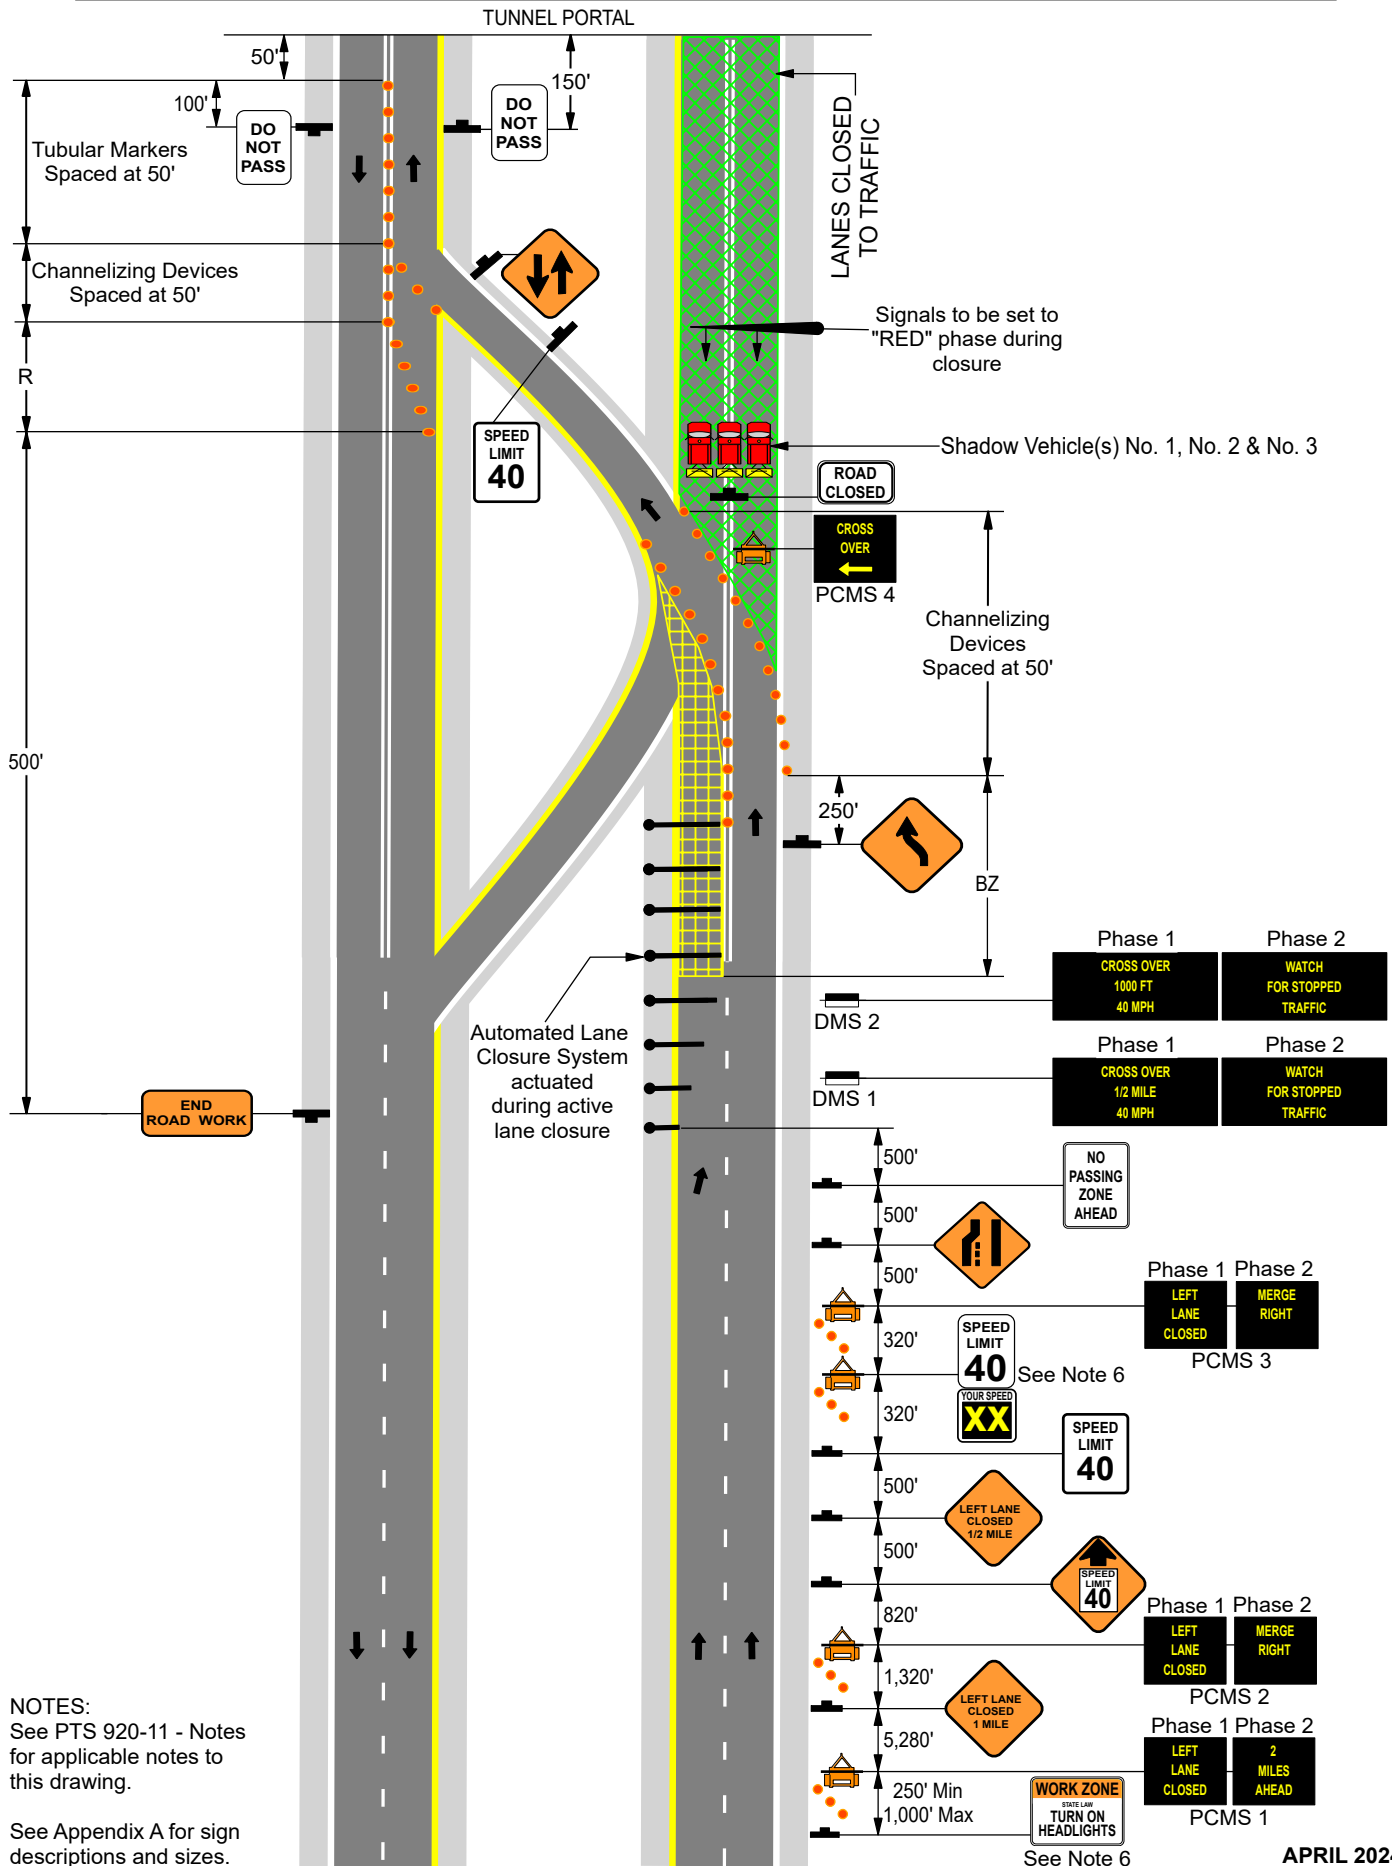 TUNNEL PORTAL
50'
150'
100'
DO
NOT
PASS
DO
NOT
PASS
Tubular Markers
Spaced at 50'
LANES CLOSED
TO TRAFFIC
Channelizing Devices
Spaced at 50'
Signals to be set to
"RED" phase during
closure
R
SPEED
LIMIT
40
Shadow Vehicle(s) No. 1, No. 2 & No. 3
ROAD
CLOSED
CROSS
OVER
PCMS 4
Channelizing
Devices
Spaced at 50'
500'
250'
BZ
Phase 1
Phase 2
CROSS OVER
1000 FT
40 MPH
WATCH
FOR STOPPED
TRAFFIC
DMS 2
Automated Lane
Closure System
actuated
during active
lane closure
Phase 1
Phase 2
CROSS OVER
1/2 MILE
40 MPH
WATCH
FOR STOPPED
TRAFFIC
DMS 1
END
ROAD WORK
500'
NO
PASSING
ZONE
AHEAD
500'
500'
Phase 1
Phase 2
LEFT
LANE
CLOSED
MERGE
RIGHT
PCMS 3
320'
SPEED
LIMIT
40
See Note 6
YOUR SPEED
XX
320'
SPEED
LIMIT
40
500'
LEFT LANE
CLOSED
1/2 MILE
500'
SPEED
LIMIT
40
820'
Phase 1
Phase 2
LEFT
LANE
CLOSED
MERGE
RIGHT
PCMS 2
1,320'
LEFT LANE
CLOSED
1 MILE
5,280'
Phase 1
Phase 2
LEFT
LANE
CLOSED
2
MILES
AHEAD
PCMS 1
250' Min
1,000' Max
WORK ZONE
STATE LAW
TURN ON
HEADLIGHTS
See Note 6
NOTES:
See PTS 920-11 - Notes
for applicable notes to
this drawing.
See Appendix A for sign
descriptions and sizes.
APRIL 2024